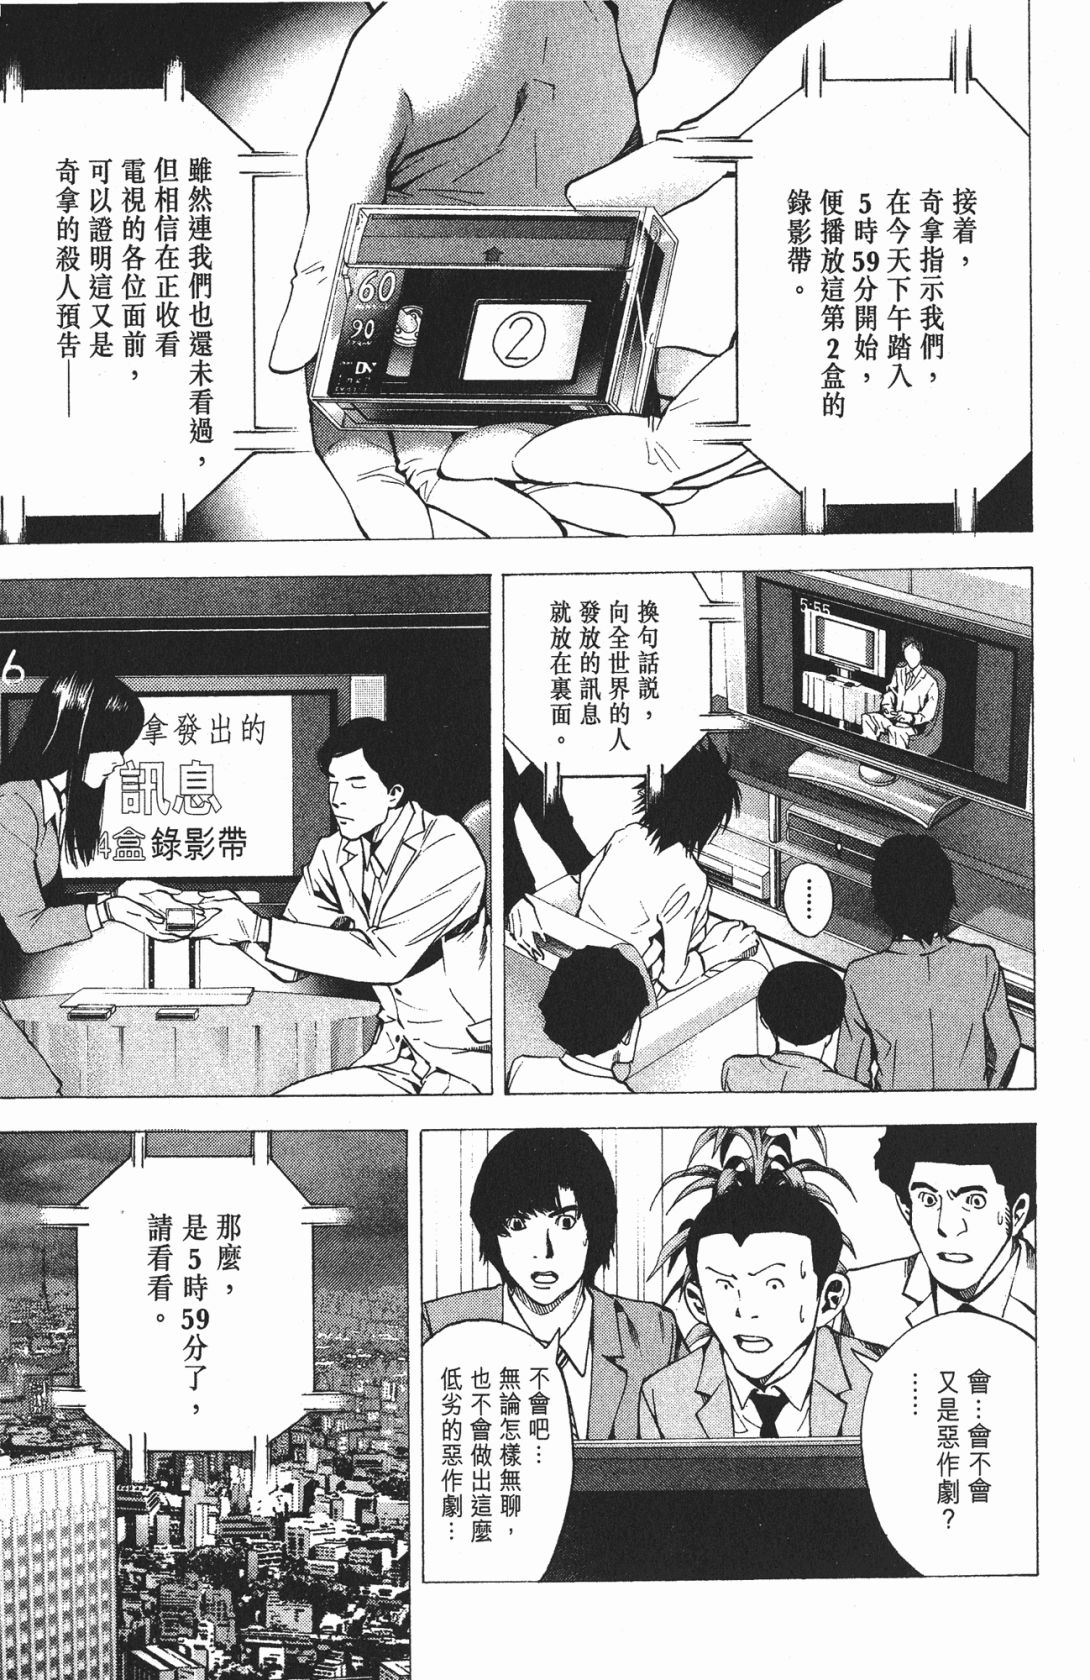 接着，
奇拿指示我們，
在今天下午踏入
5時59分開始，
便播放這第2盒的
錄影帶。
雖然連我們也還未看過，
但相信在正收看
電視的各位面前，
可以證明這又是
奇拿的殺人預告——
60
90
DV
②
換句話說，
向全世界的人
發放的訊息
就放在裏面。
5:55
……
6
拿發出的
訊息
4盒錄影帶
會…會不會
又是惡作劇？
……
不會吧…
無論怎樣無聊，
也不會做出這麼
低劣的惡作劇…
那麼，
是5時59分了，
請看看。